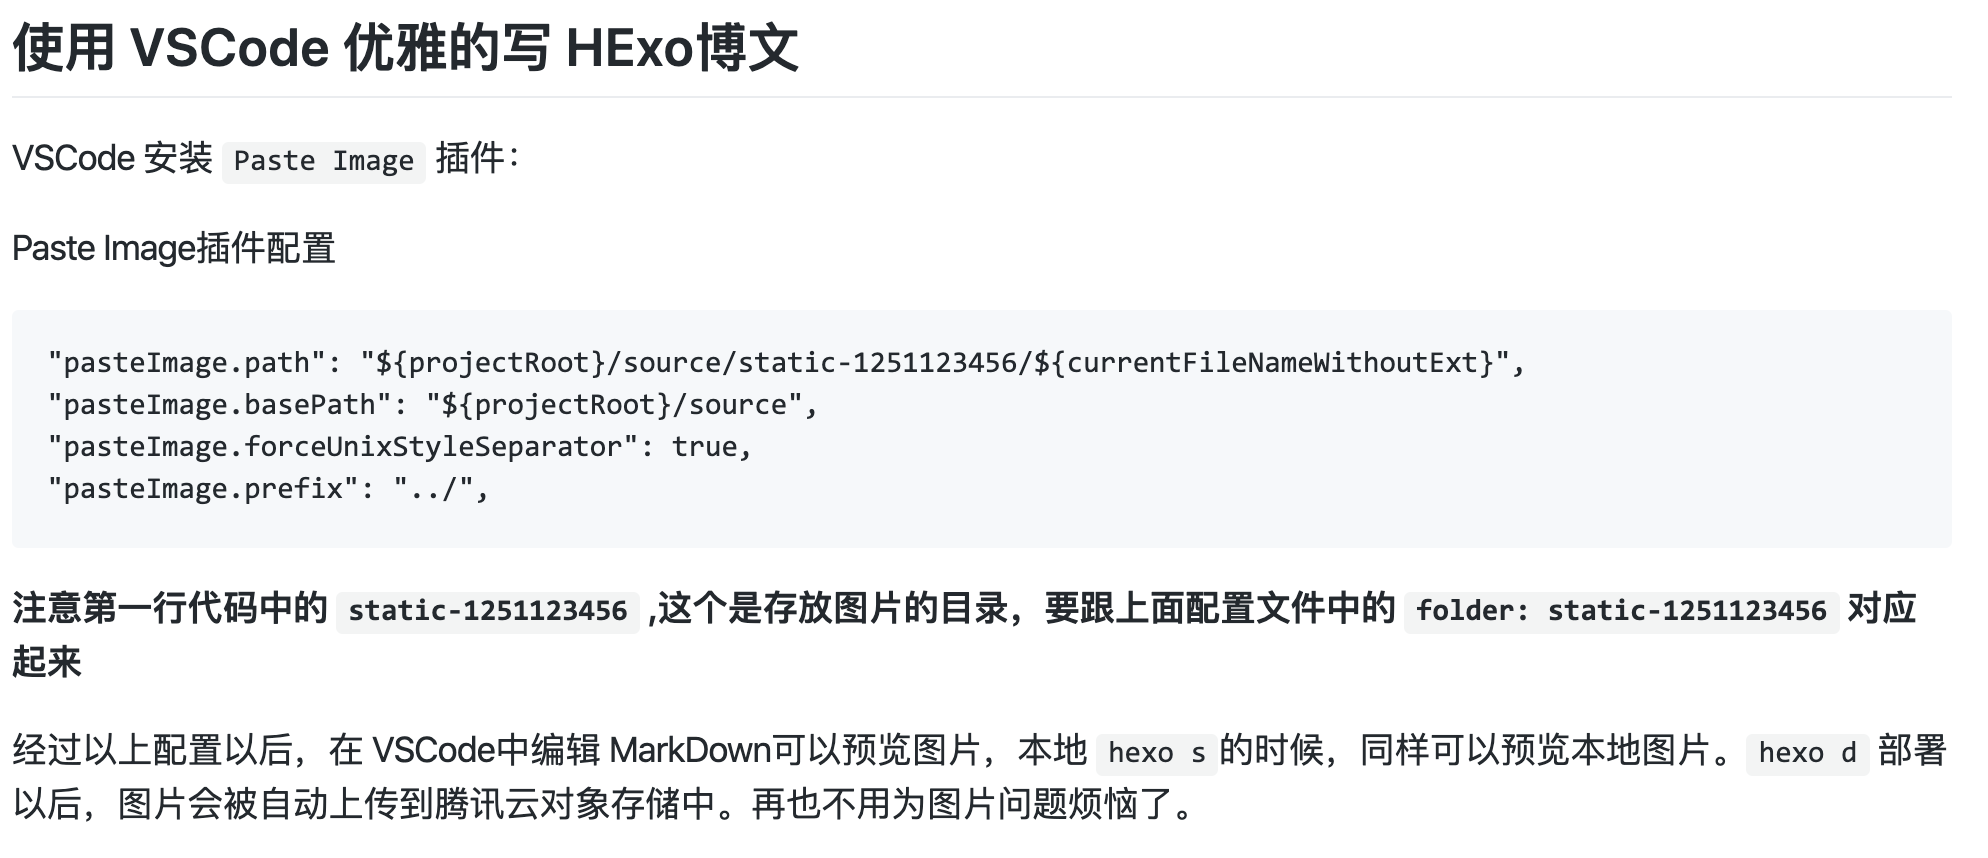 使用 VSCode 优雅的写 HExo博文
VSCode 安装 Paste Image 插件：
Paste Image插件配置
"pasteImage.path": "${projectRoot}/source/static-1251123456/${currentFileNameWithoutExt}",
"pasteImage.basePath": "${projectRoot}/source",
"pasteImage.forceUnixStyleSeparator": true,
"pasteImage.prefix": "../",
注意第一行代码中的 static-1251123456 ,这个是存放图片的目录，要跟上面配置文件中的 folder: static-1251123456 对应
起来
经过以上配置以后，在 VSCode中编辑 MarkDown可以预览图片，本地 hexo s 的时候，同样可以预览本地图片。 hexo d 部署
以后，图片会被自动上传到腾讯云对象存储中。再也不用为图片问题烦恼了。